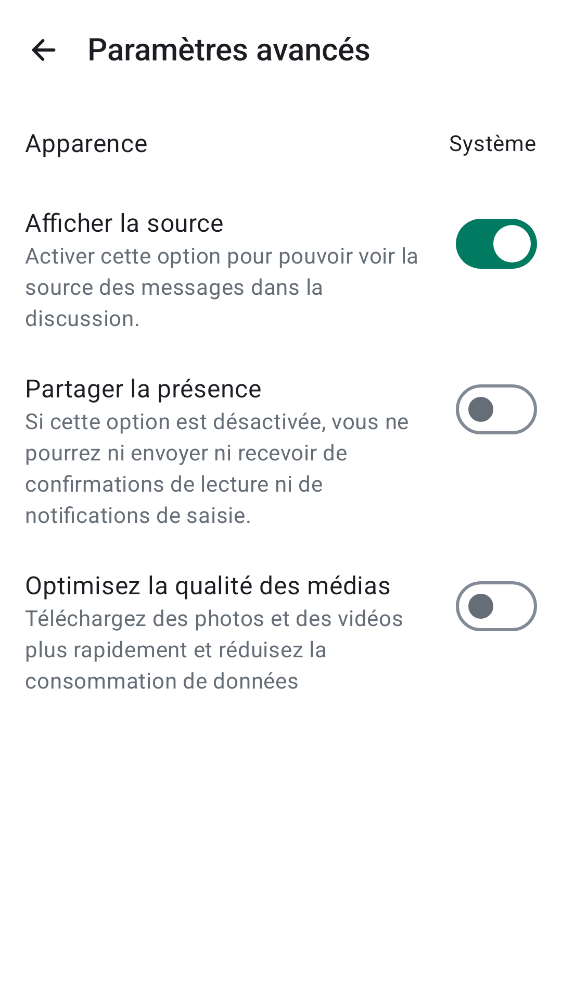 Paramètres avancés
Apparence
Système
Afficher la source
Activer cette option pour pouvoir voir la
source des messages dans la
discussion.
Partager la présence
Si cette option est désactivée, vous ne
pourrez ni envoyer ni recevoir de
confirmations de lecture ni de
notifications de saisie.
Optimisez la qualité des médias
Téléchargez des photos et des vidéos
plus rapidement et réduisez la
consommation de données